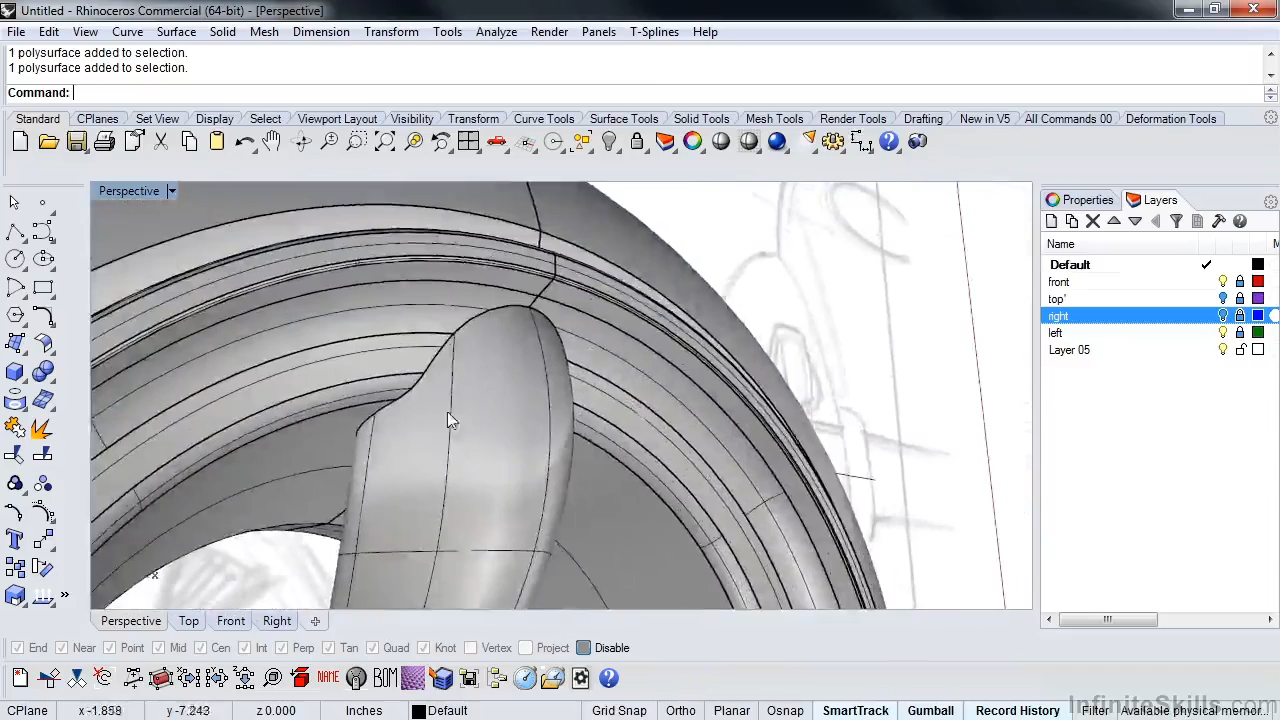 Untitled - Rhinoceros Commercial (64-bit) - [Perspective]
File Edit View Curve Surface Solid Mesh Dimension Transform Tools Analyze Render Panels T-Splines Help
1 polysurface added to selection.
1 polysurface added to selection.
Command:
Standard CPlanes Set View Display Select Viewport Layout Visibility Transform Curve Tools Surface Tools Solid Tools Mesh Tools Render Tools Drafting New in V5 All Commands 00 Deformation Tools
Perspective
Properties Layers
Name
Default
front
top'
right
left
Layer 05
x
Perspective Top Front Right
End Near Point Mid Cen Int Perp Tan Quad Knot Vertex Project Disable
NAME BOM
CPlane x -1.859 y -7.243 z 0.000 Inches Default Grid Snap Ortho Planar Osnap SmartTrack Gumball Record History Filter Available physical memor...
InfiniteSkills.com